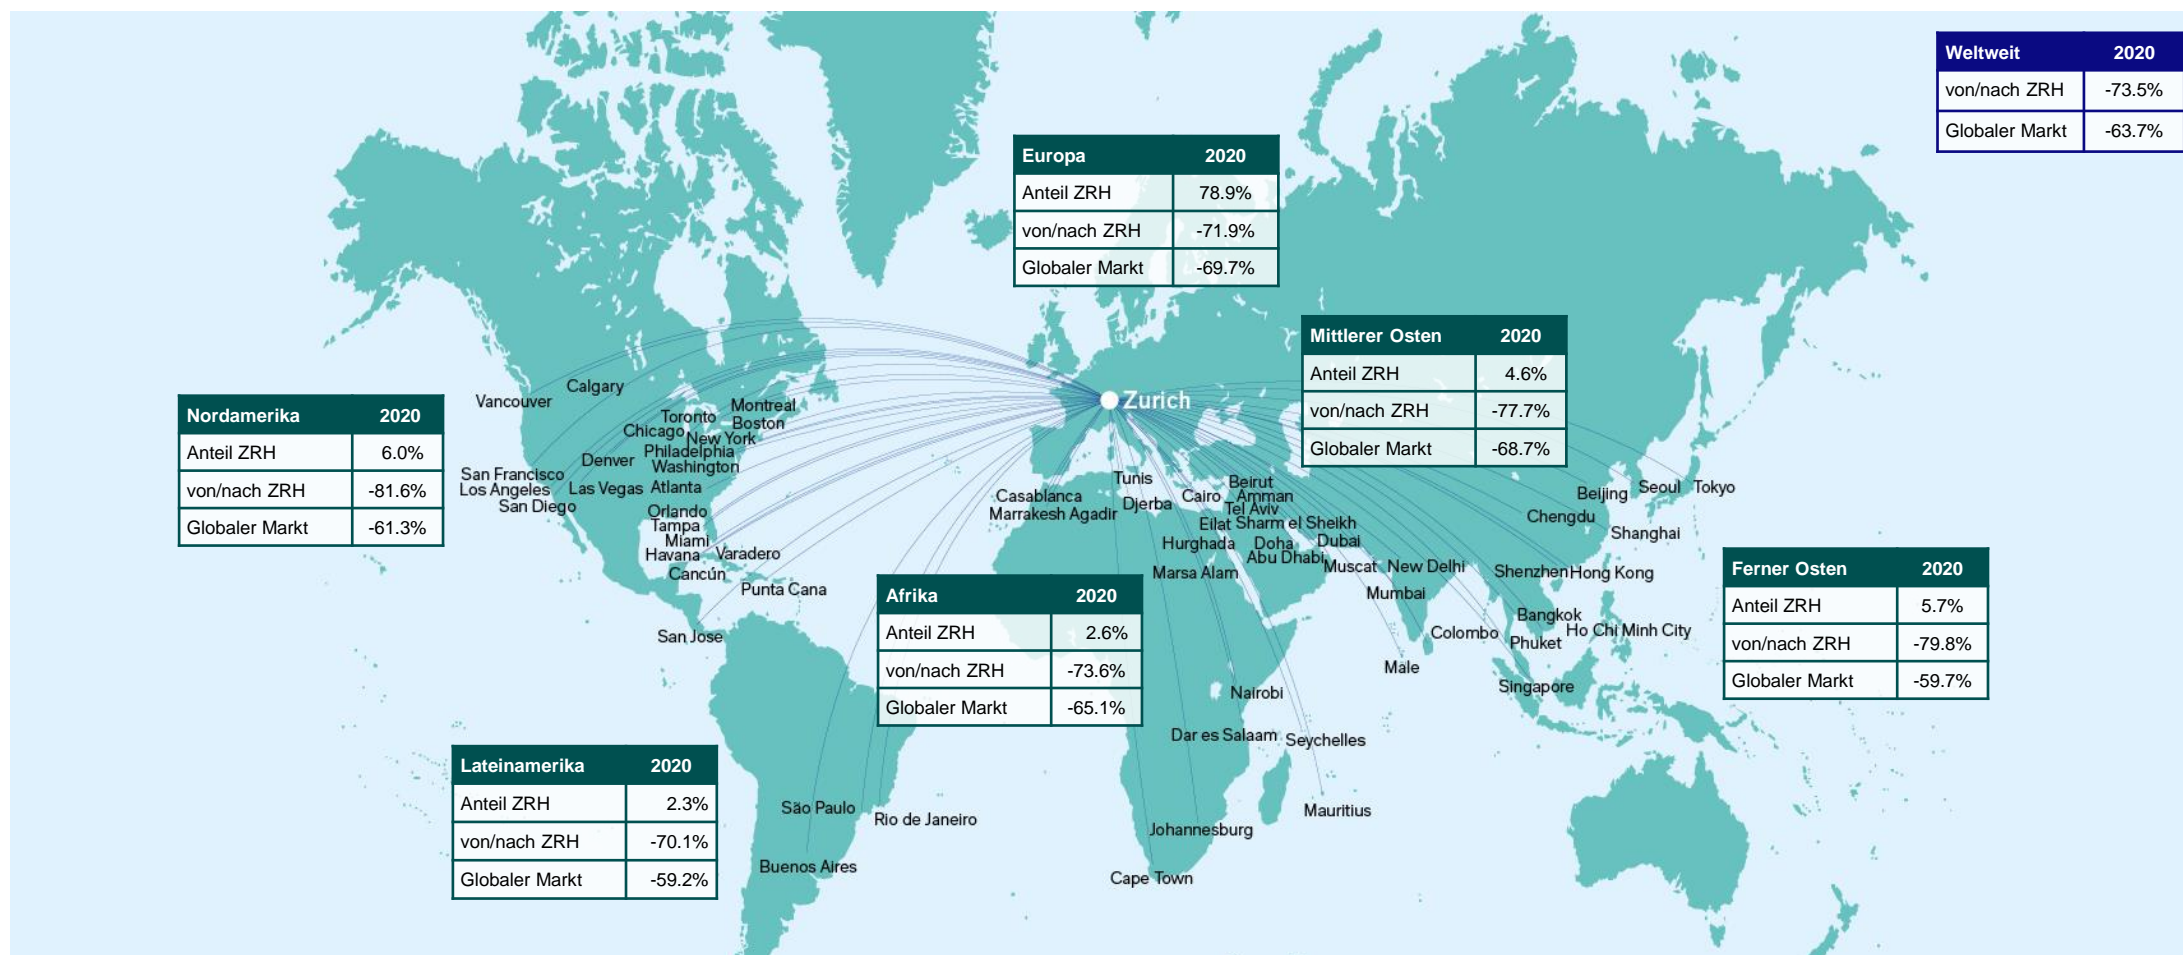 Weltweit 2020
von/nach ZRH -73.5%
Globaler Markt -63.7%
Europa 2020
Anteil ZRH 78.9%
von/nach ZRH -71.9%
Globaler Markt -69.7%
Mittlerer Osten 2020
Anteil ZRH 4.6%
von/nach ZRH -77.7%
Globaler Markt -68.7%
Nordamerika 2020
Anteil ZRH 6.0%
von/nach ZRH -81.6%
Globaler Markt -61.3%
Ferner Osten 2020
Anteil ZRH 5.7%
von/nach ZRH -79.8%
Globaler Markt -59.7%
Afrika 2020
Anteil ZRH 2.6%
von/nach ZRH -73.6%
Globaler Markt -65.1%
Lateinamerika 2020
Anteil ZRH 2.3%
von/nach ZRH -70.1%
Globaler Markt -59.2%
Zurich
Vancouver
Calgary
Toronto
Montreal
Boston
Chicago
New York
Philadelphia
Denver
Washington
San Francisco
Los Angeles
Las Vegas
Atlanta
San Diego
Orlando
Tampa
Miami
Havana
Varadero
Cancún
Punta Cana
San Jose
São Paulo
Rio de Janeiro
Buenos Aires
Tunis
Casablanca
Marrakesh Agadir
Djerba
Cairo
Beirut
Amman
Tel Aviv
Eilat Sharm el Sheikh
Hurghada
Doha
Dubai
Abu Dhabi
Marsa Alam
Muscat
New Delhi
Mumbai
Colombo
Male
Nairobi
Dar es Salaam
Seychelles
Mauritius
Johannesburg
Cape Town
Beijing
Seoul
Tokyo
Chengdu
Shanghai
Shenzhen
Hong Kong
Bangkok
Ho Chi Minh City
Phuket
Singapore